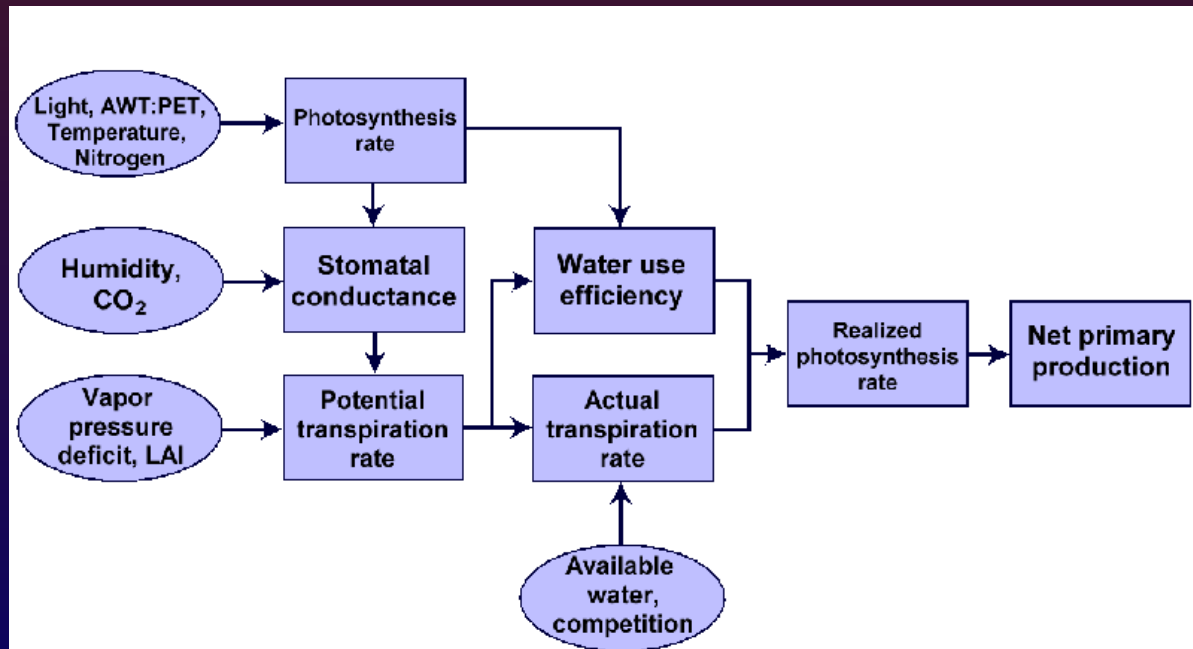 Light, AWT:PET,
Temperature,
Nitrogen
Photosynthesis
rate
Humidity,
CO₂
Stomatal
conductance
Water use
efficiency
Realized
photosynthesis
rate
Net primary
production
Vapor
pressure
deficit, LAI
Potential
transpiration
rate
Actual
transpiration
rate
Available
water,
competition